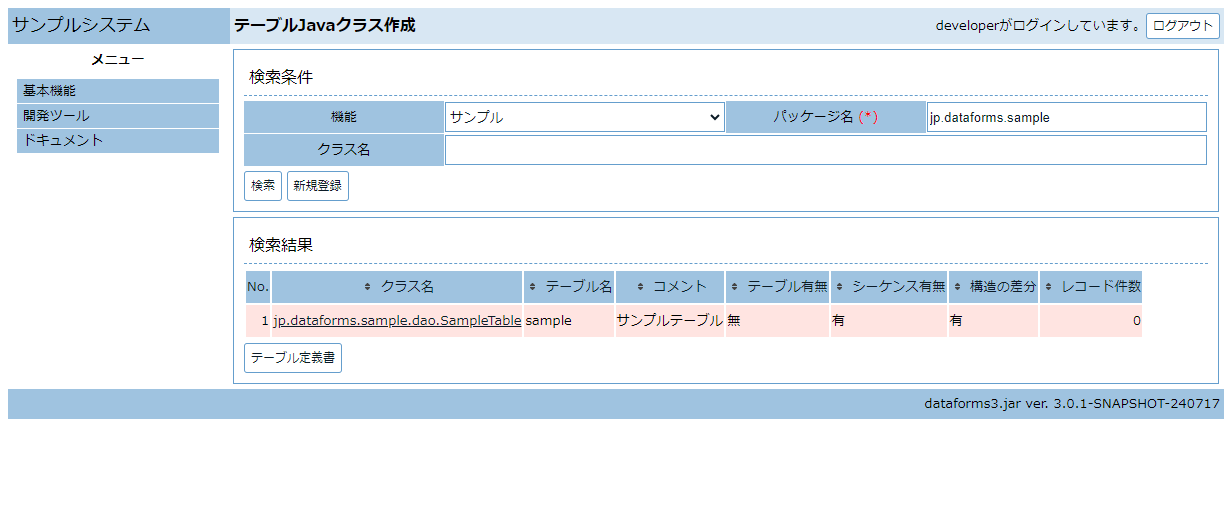 サンプルシステム
テーブルJavaクラス作成
developerがログインしています。 ログアウト
メニュー
基本機能
開発ツール
ドキュメント
検索条件
機能 サンプル パッケージ名 (*) jp.dataforms.sample
クラス名
検索 新規登録
検索結果
No. クラス名 テーブル名 コメント テーブル有無 シーケンス有無 構造の差分 レコード件数
1 jp.dataforms.sample.dao.SampleTable sample サンプルテーブル 無 有 有 0
テーブル定義書
dataforms3.jar ver. 3.0.1-SNAPSHOT-240717